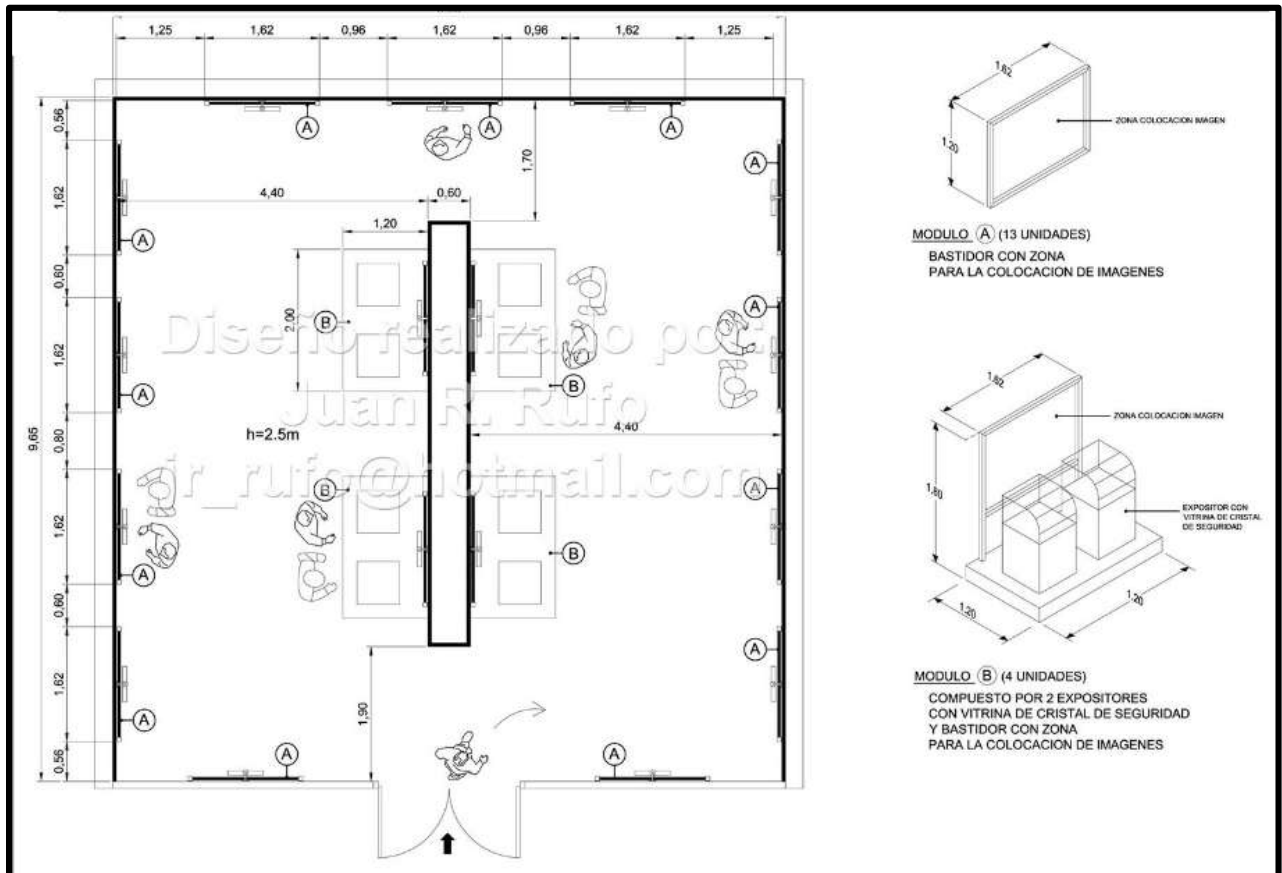 1,25 1,62 0,96 1,62 0,96 1,62 1,25
0,56
1,62
0,60
1,62
0,80
1,62
0,60
1,62
0,56
9,65
A
A
A
A
A
A
A
A
A
A
A
A
A
1,70
4,40
0,60
1,20
2,00
B
B
B
B
h=2.5m
4,40
1,90
Diseño realizado por:
Juan R. Rufo
jr_rufo@hotmail.com
1,62
1,20
ZONA COLOCACION IMAGEN
MODULO A (13 UNIDADES)
BASTIDOR CON ZONA
PARA LA COLOCACION DE IMAGENES
1,62
ZONA COLOCACION IMAGEN
1,80
EXPOSITOR CON
VITRINA DE CRISTAL
DE SEGURIDAD
1,20
1,20
MODULO B (4 UNIDADES)
COMPUESTO POR 2 EXPOSITORES
CON VITRINA DE CRISTAL DE SEGURIDAD
Y BASTIDOR CON ZONA
PARA LA COLOCACION DE IMAGENES